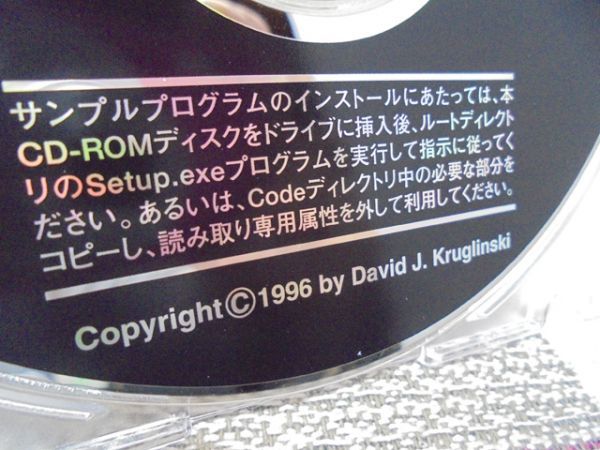 サンプルプログラムのインストールにあたっては、本
CD-ROMディスクをドライブに挿入後、ルートディレクト
リのSetup.exeプログラムを実行して指示に従ってく
ださい。あるいは、Codeディレクトリ中の必要な部分を
コピーし、読み取り専用属性を外して利用してください。
Copyright©1996 by David J. Kruglinski